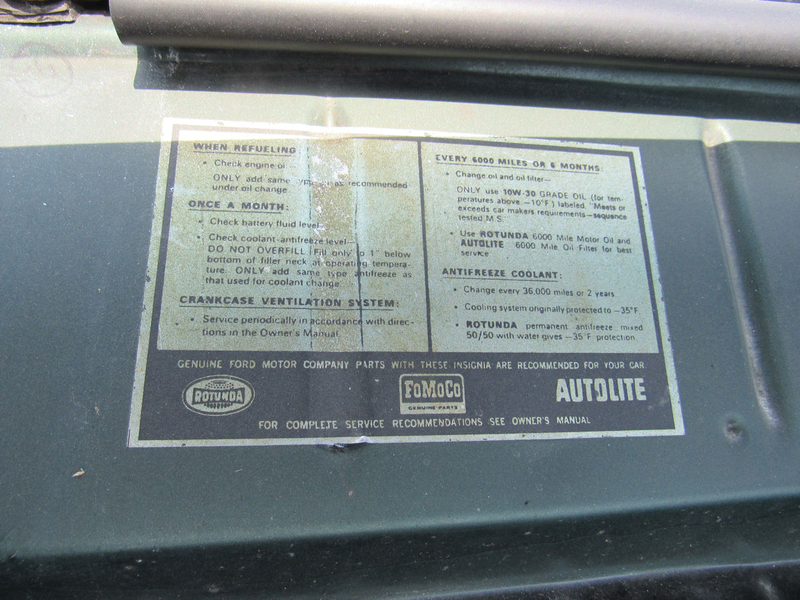 WHEN REFUELING
• Check engine oil—
ONLY add same as recommended
under oil change.
ONCE A MONTH:
• Check battery fluid level
• Check coolant-antifreeze level—
DO NOT OVERFILL Fill only to 1" below
bottom of filler neck at operating tempera-
ture. ONLY add same type antifreeze as
that used for coolant change.
CRANKCASE VENTILATION SYSTEM:
• Service periodically in accordance with direc-
tions in the Owner's Manual.
EVERY 6000 MILES OR 6 MONTHS:
• Change oil and oil filter—
ONLY use 10W-30 GRADE OIL (for tem-
peratures above —10°F) labeled, "Meets or
exceeds car makers requirements—sequence
tested M.S.
• Use ROTUNDA 6000 Mile Motor Oil and
AUTOLITE 6000 Mile Oil Filter for best
service
ANTIFREEZE COOLANT:
• Change every 36,000 miles or 2 years
• Cooling system originally protected to —35°F.
• ROTUNDA permanent antifreeze mixed
50/50 with water gives —35°F protection.
GENUINE FORD MOTOR COMPANY PARTS WITH THESE INSIGNIA ARE RECOMMENDED FOR YOUR CAR.
ROTUNDA
FoMoCo
GENUINE PARTS
AUTOLITE
FOR COMPLETE SERVICE RECOMMENDATIONS SEE OWNER'S MANUAL